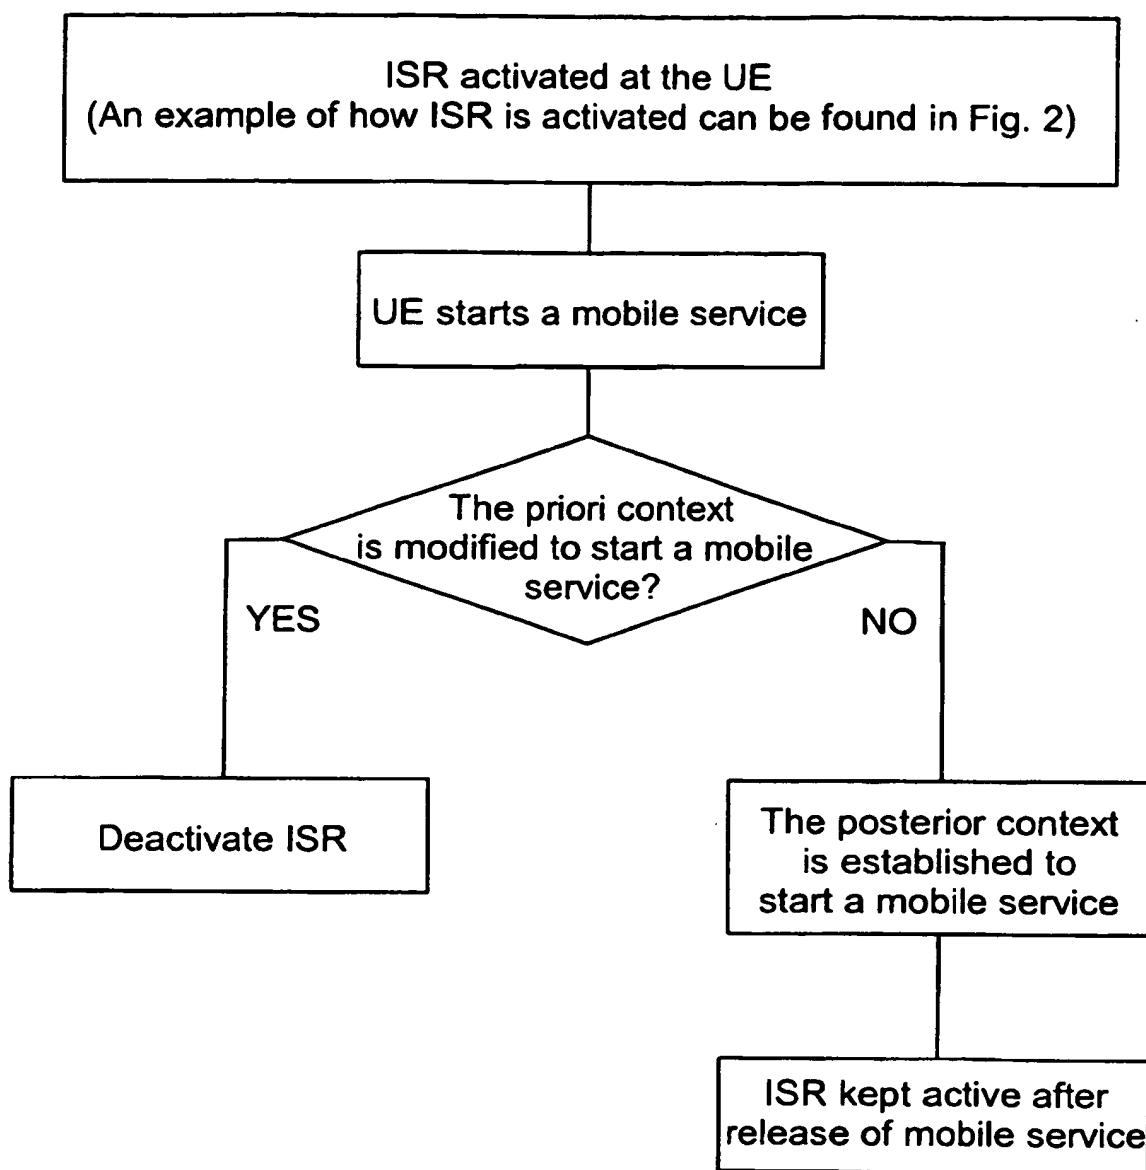 ISR activated at the UE
(An example of how ISR is activated can be found in Fig. 2)
UE starts a mobile service
The priori context
is modified to start a mobile
service?
YES
NO
Deactivate ISR
The posterior context
is established to
start a mobile service
ISR kept active after
release of mobile service